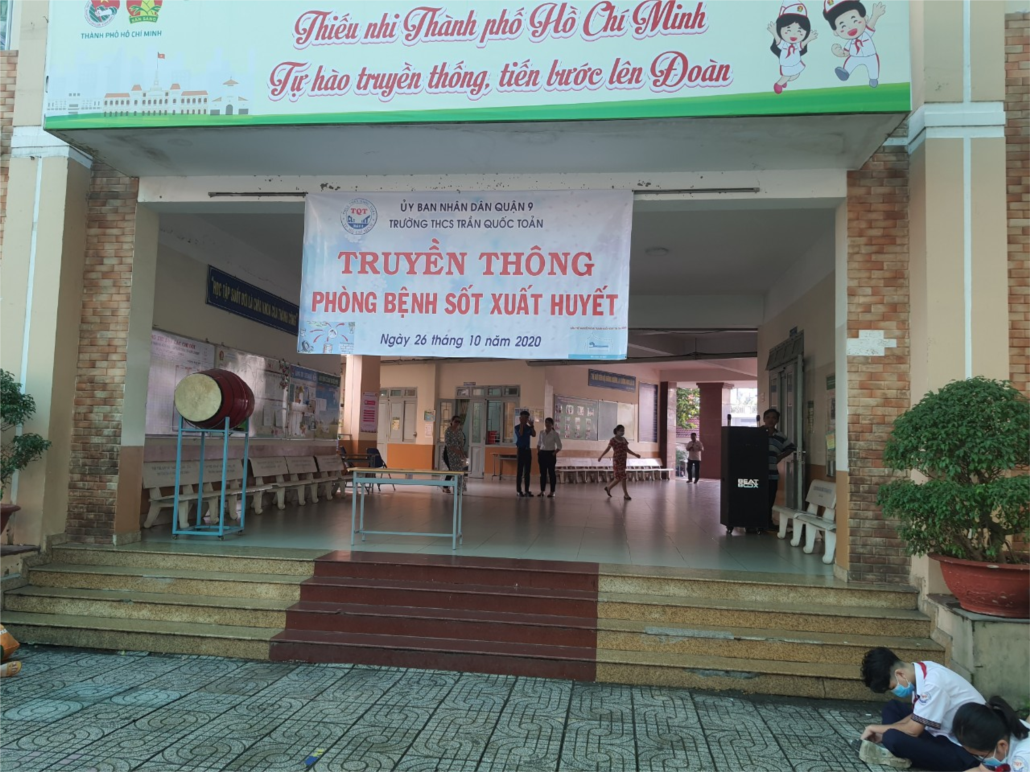 THÀNH PHỐ HỒ CHÍ MINH
Thiếu nhi Thành phố Hồ Chí Minh
Tự hào truyền thống, tiến bước lên Đoàn
TQT
ỦY BAN NHÂN DÂN QUẬN 9
TRƯỜNG THCS TRẦN QUỐC TOẢN
TRUYỀN THÔNG
PHÒNG BỆNH SỐT XUẤT HUYẾT
Ngày 26 tháng 10 năm 2020
BEAT
BOX